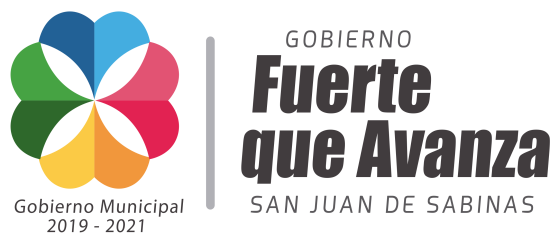 Gobierno Municipal
2019 - 2021
GOBIERNO
Fuerte
que Avanza
SAN JUAN DE SABINAS